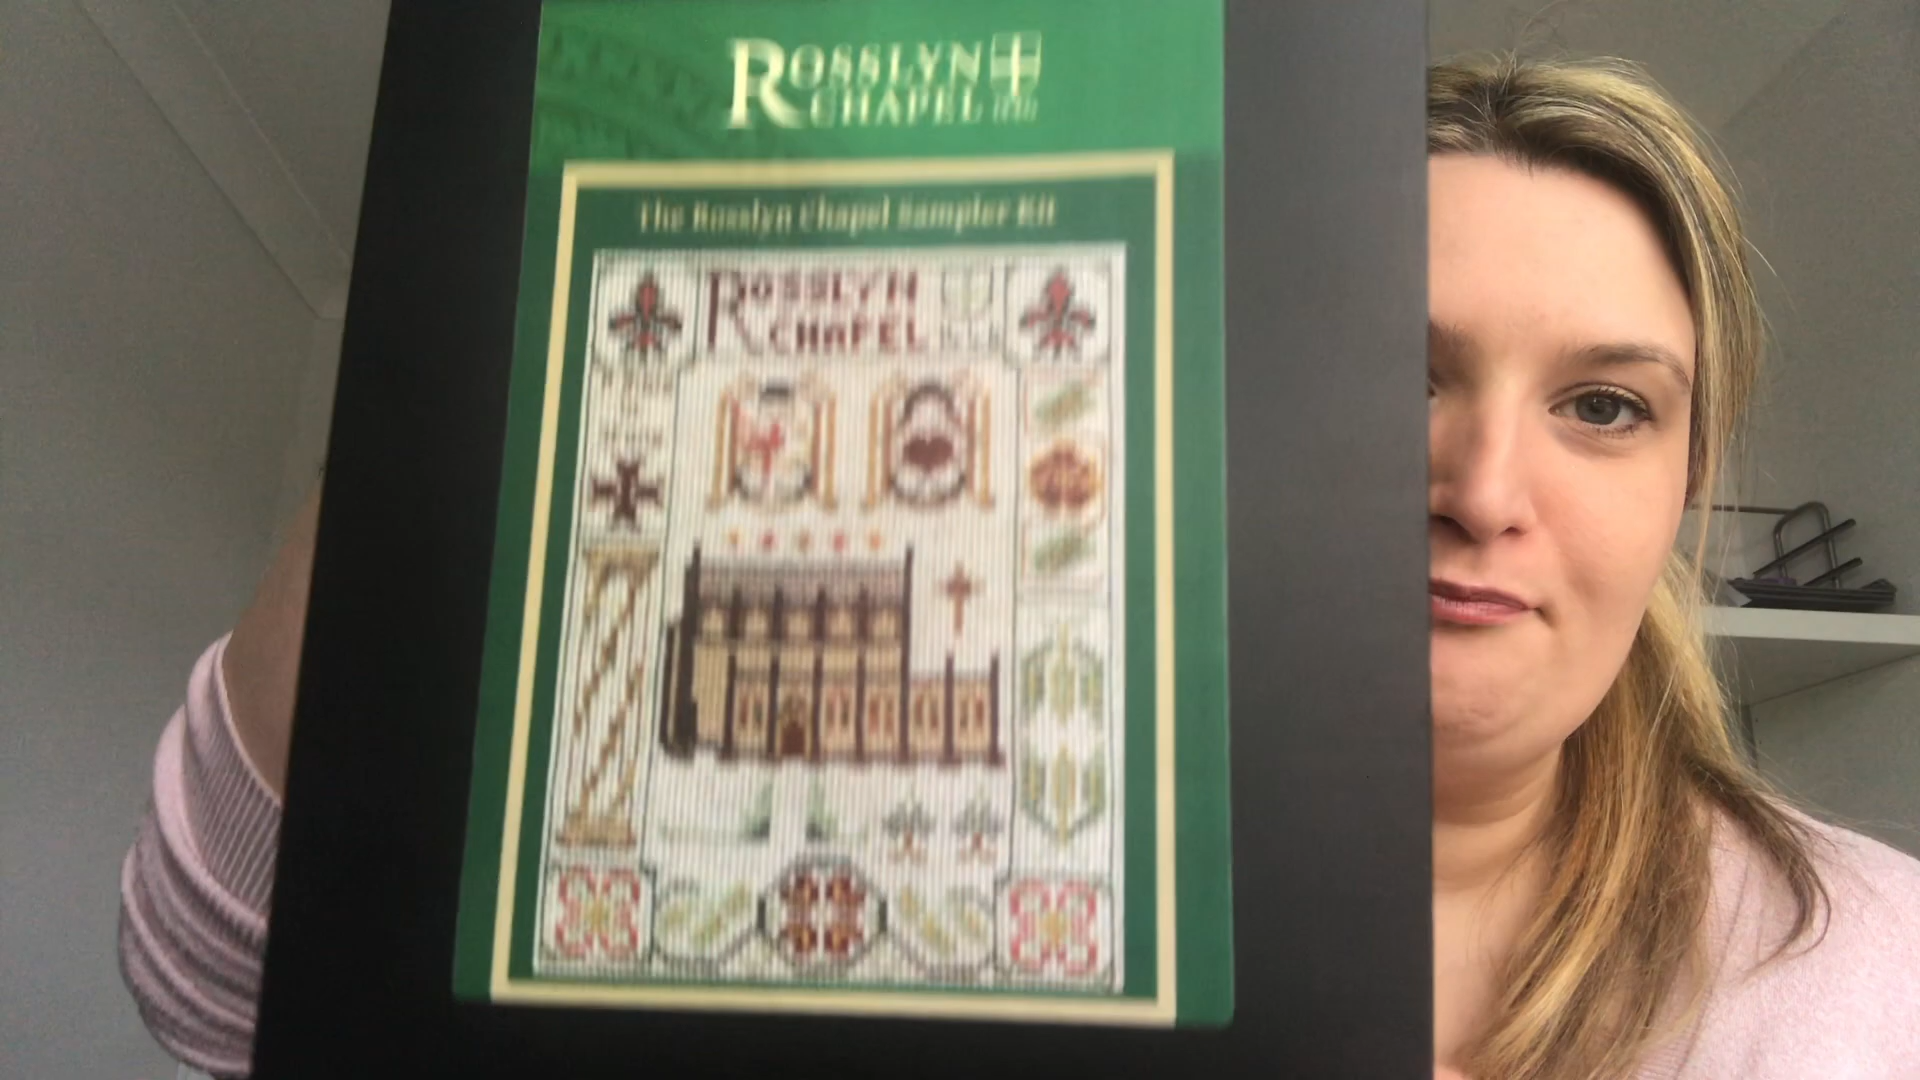 ROSSLYN
CHAPEL
The Rosslyn Chapel Sampler Kit
ROSSLYN
CHAPEL